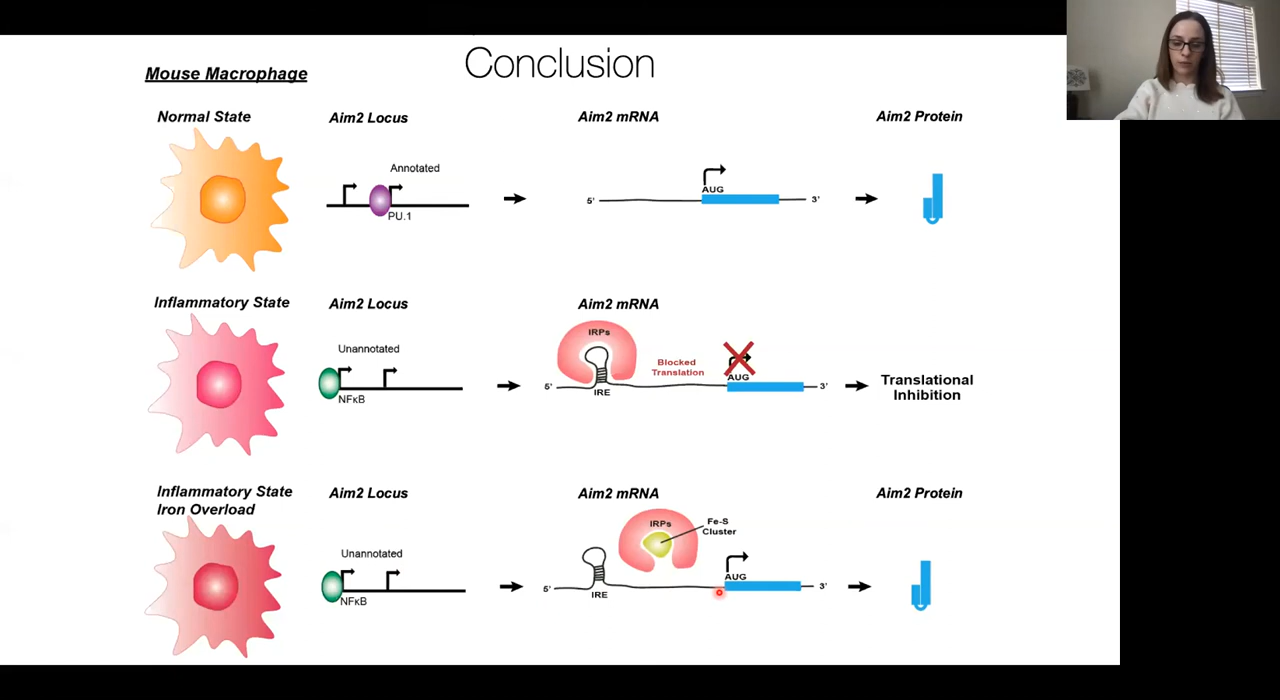 Conclusion
Mouse Macrophage
Normal State
Aim2 Locus
Aim2 mRNA
Aim2 Protein
Annotated
PU.1
AUG
5'
3'
Inflammatory State
Aim2 Locus
Aim2 mRNA
Unannotated
NFκB
IRPs
IRE
Blocked
Translation
AUG
5'
3'
Translational
Inhibition
Inflammatory State
Iron Overload
Aim2 Locus
Aim2 mRNA
Aim2 Protein
Unannotated
NFκB
IRPs
Fe-S
Cluster
IRE
AUG
5'
3'